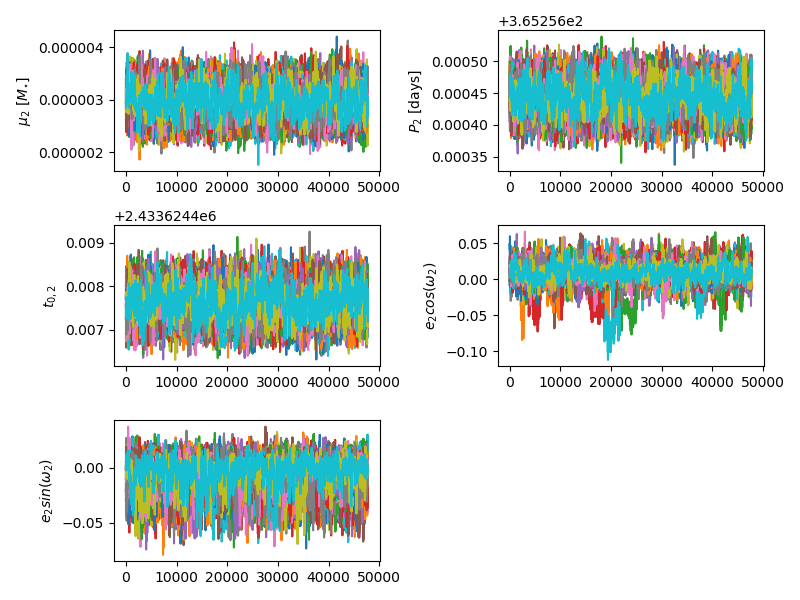 +3.65256e2
0.000004
0.000003
0.000002
μ₂ [M⋆]
0 10000 20000 30000 40000 50000
0.00050
0.00045
0.00040
0.00035
P₂ [days]
0 10000 20000 30000 40000 50000
+2.4336244e6
0.009
0.008
0.007
t₀,₂
0 10000 20000 30000 40000 50000
0.05
0.00
−0.05
−0.10
e₂cos(ω₂)
0 10000 20000 30000 40000 50000
0.00
−0.05
e₂sin(ω₂)
0 10000 20000 30000 40000 50000